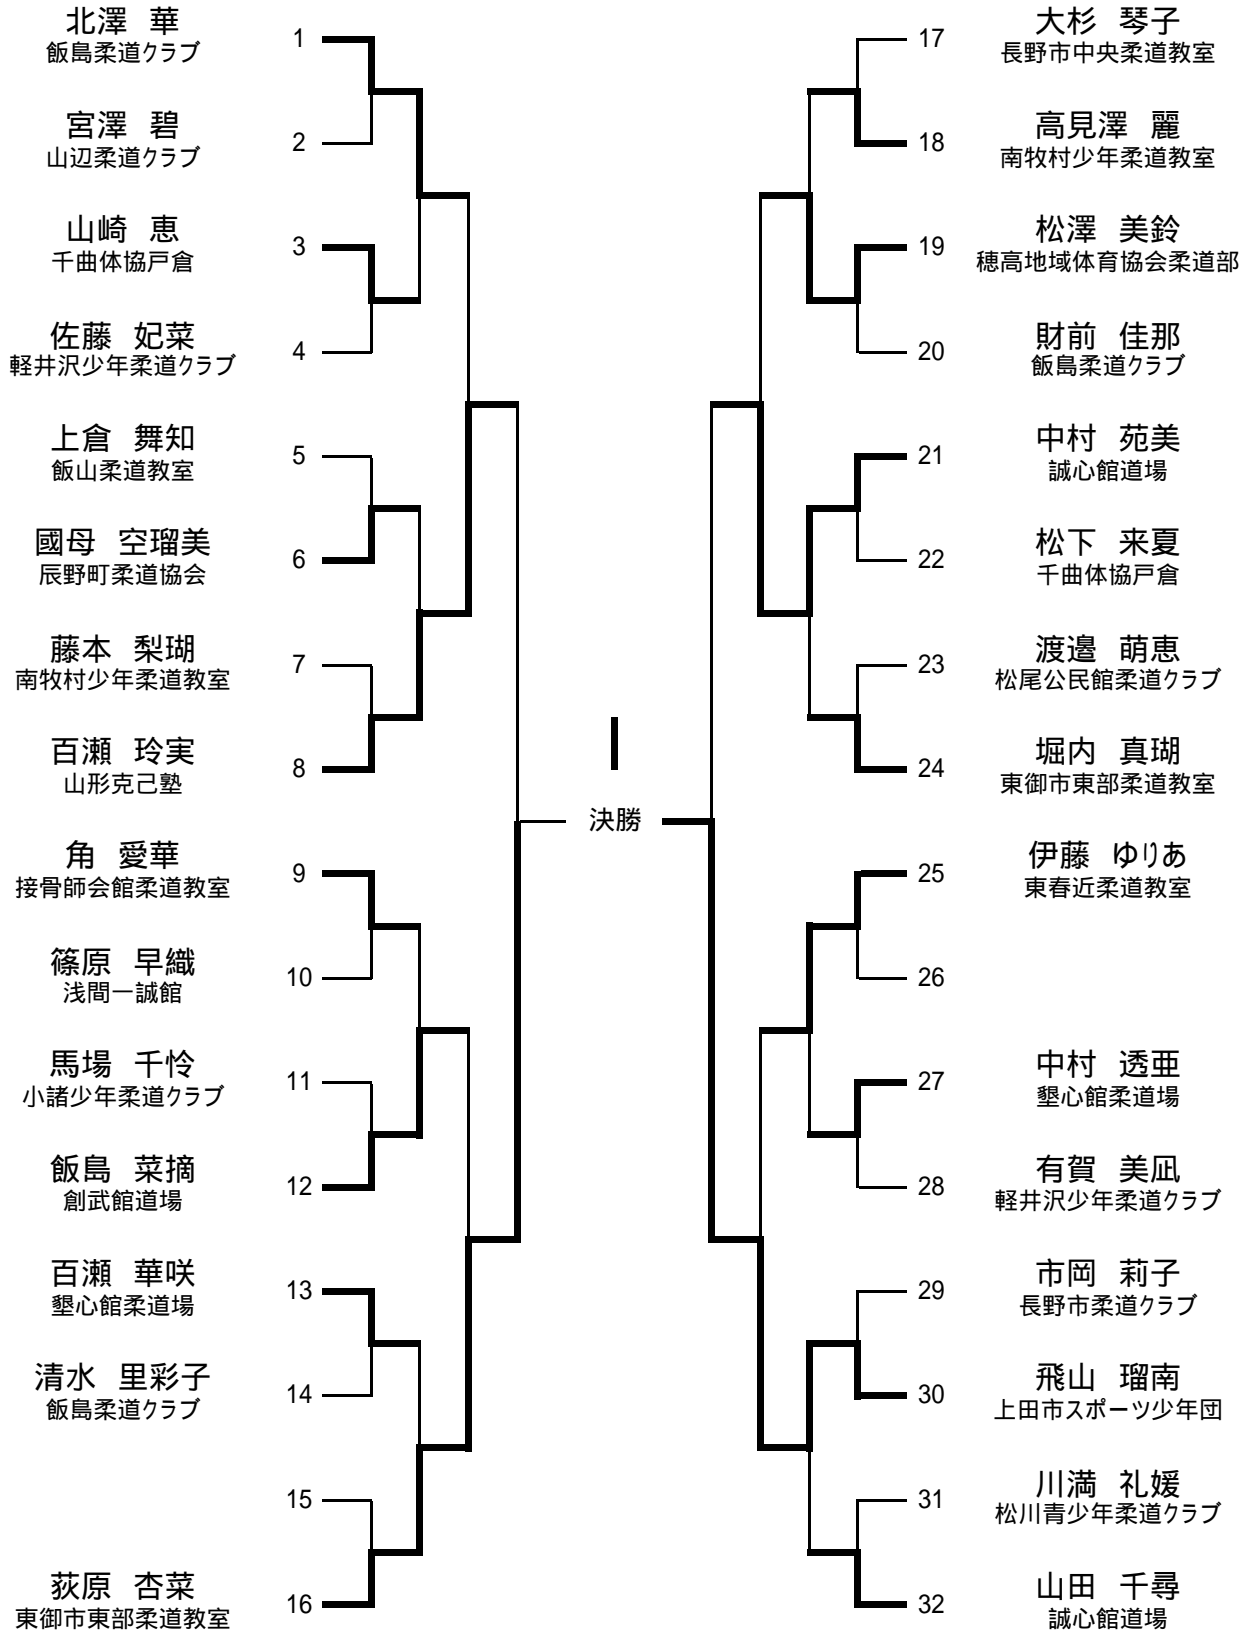 北澤 華
飯島柔道クラブ
1
宮澤 碧
山辺柔道クラブ
2
山崎 恵
千曲体協戸倉
3
佐藤 妃菜
軽井沢少年柔道クラブ
4
上倉 舞知
飯山柔道教室
5
國母 空瑠美
辰野町柔道協会
6
藤本 梨瑚
南牧村少年柔道教室
7
百瀬 玲実
山形克己塾
8
角 愛華
接骨師会館柔道教室
9
篠原 早織
浅間一誠館
10
馬場 千怜
小諸少年柔道クラブ
11
飯島 菜摘
創武館道場
12
百瀬 華咲
墾心館柔道場
13
清水 里彩子
飯島柔道クラブ
14
15
荻原 杏菜
東御市東部柔道教室
16
決勝
17
大杉 琴子
長野市中央柔道教室
18
高見澤 麗
南牧村少年柔道教室
19
松澤 美鈴
穂高地域体育協会柔道部
20
財前 佳那
飯島柔道クラブ
21
中村 苑美
誠心館道場
22
松下 来夏
千曲体協戸倉
23
渡邉 萌恵
松尾公民館柔道クラブ
24
堀内 真瑚
東御市東部柔道教室
25
伊藤 ゆりあ
東春近柔道教室
26
27
中村 透亜
墾心館柔道場
28
有賀 美凪
軽井沢少年柔道クラブ
29
市岡 莉子
長野市柔道クラブ
30
飛山 瑠南
上田市スポーツ少年団
31
川満 礼媛
松川青少年柔道クラブ
32
山田 千尋
誠心館道場